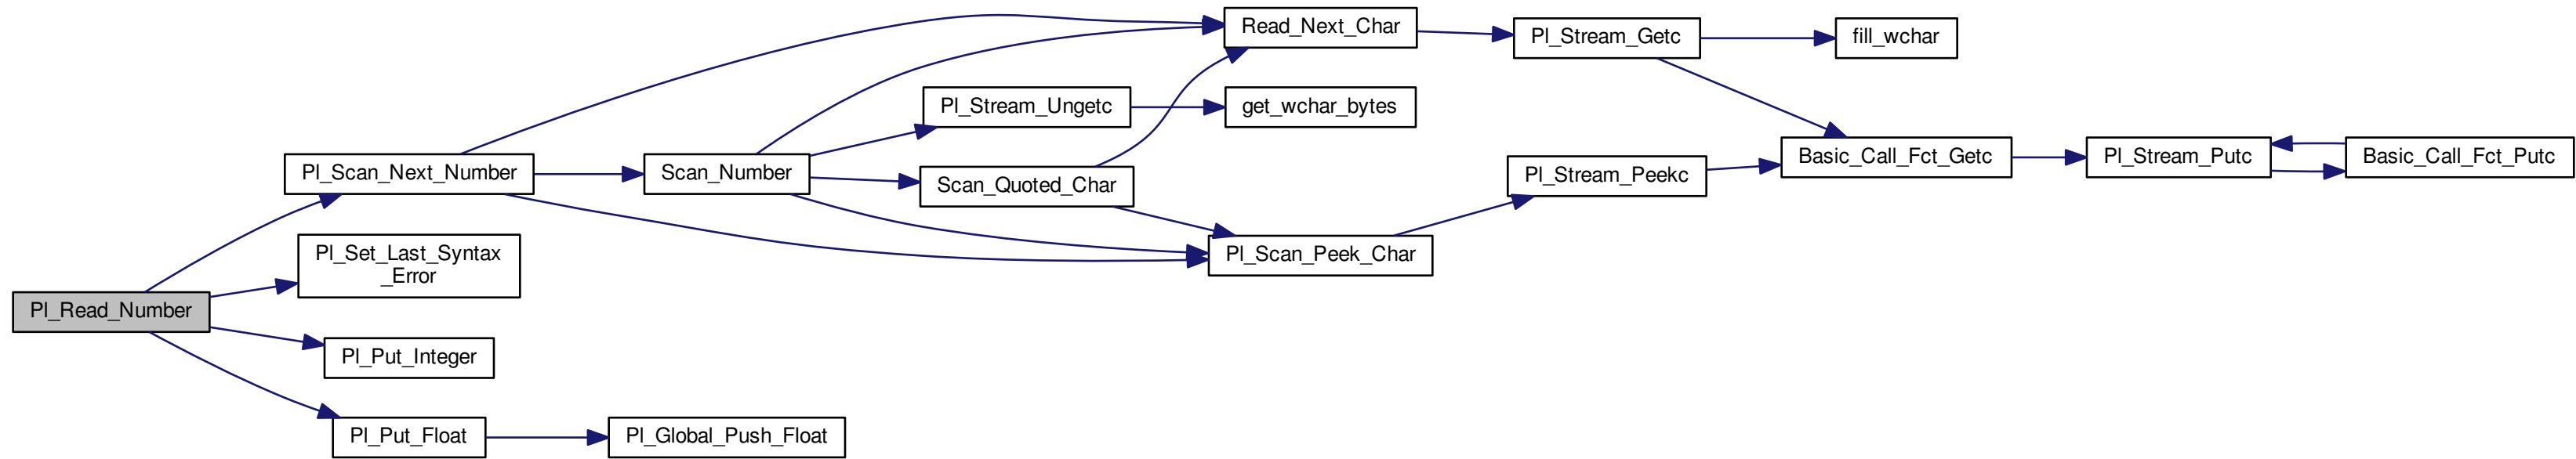 Read_Next_Char
Pl_Stream_Getc
fill_wchar
Pl_Stream_Ungetc
get_wchar_bytes
Pl_Scan_Next_Number
Scan_Number
Scan_Quoted_Char
Pl_Stream_Peekc
Basic_Call_Fct_Getc
Pl_Stream_Putc
Basic_Call_Fct_Putc
Pl_Set_Last_Syntax
_Error
Pl_Scan_Peek_Char
Pl_Read_Number
Pl_Put_Integer
Pl_Put_Float
Pl_Global_Push_Float